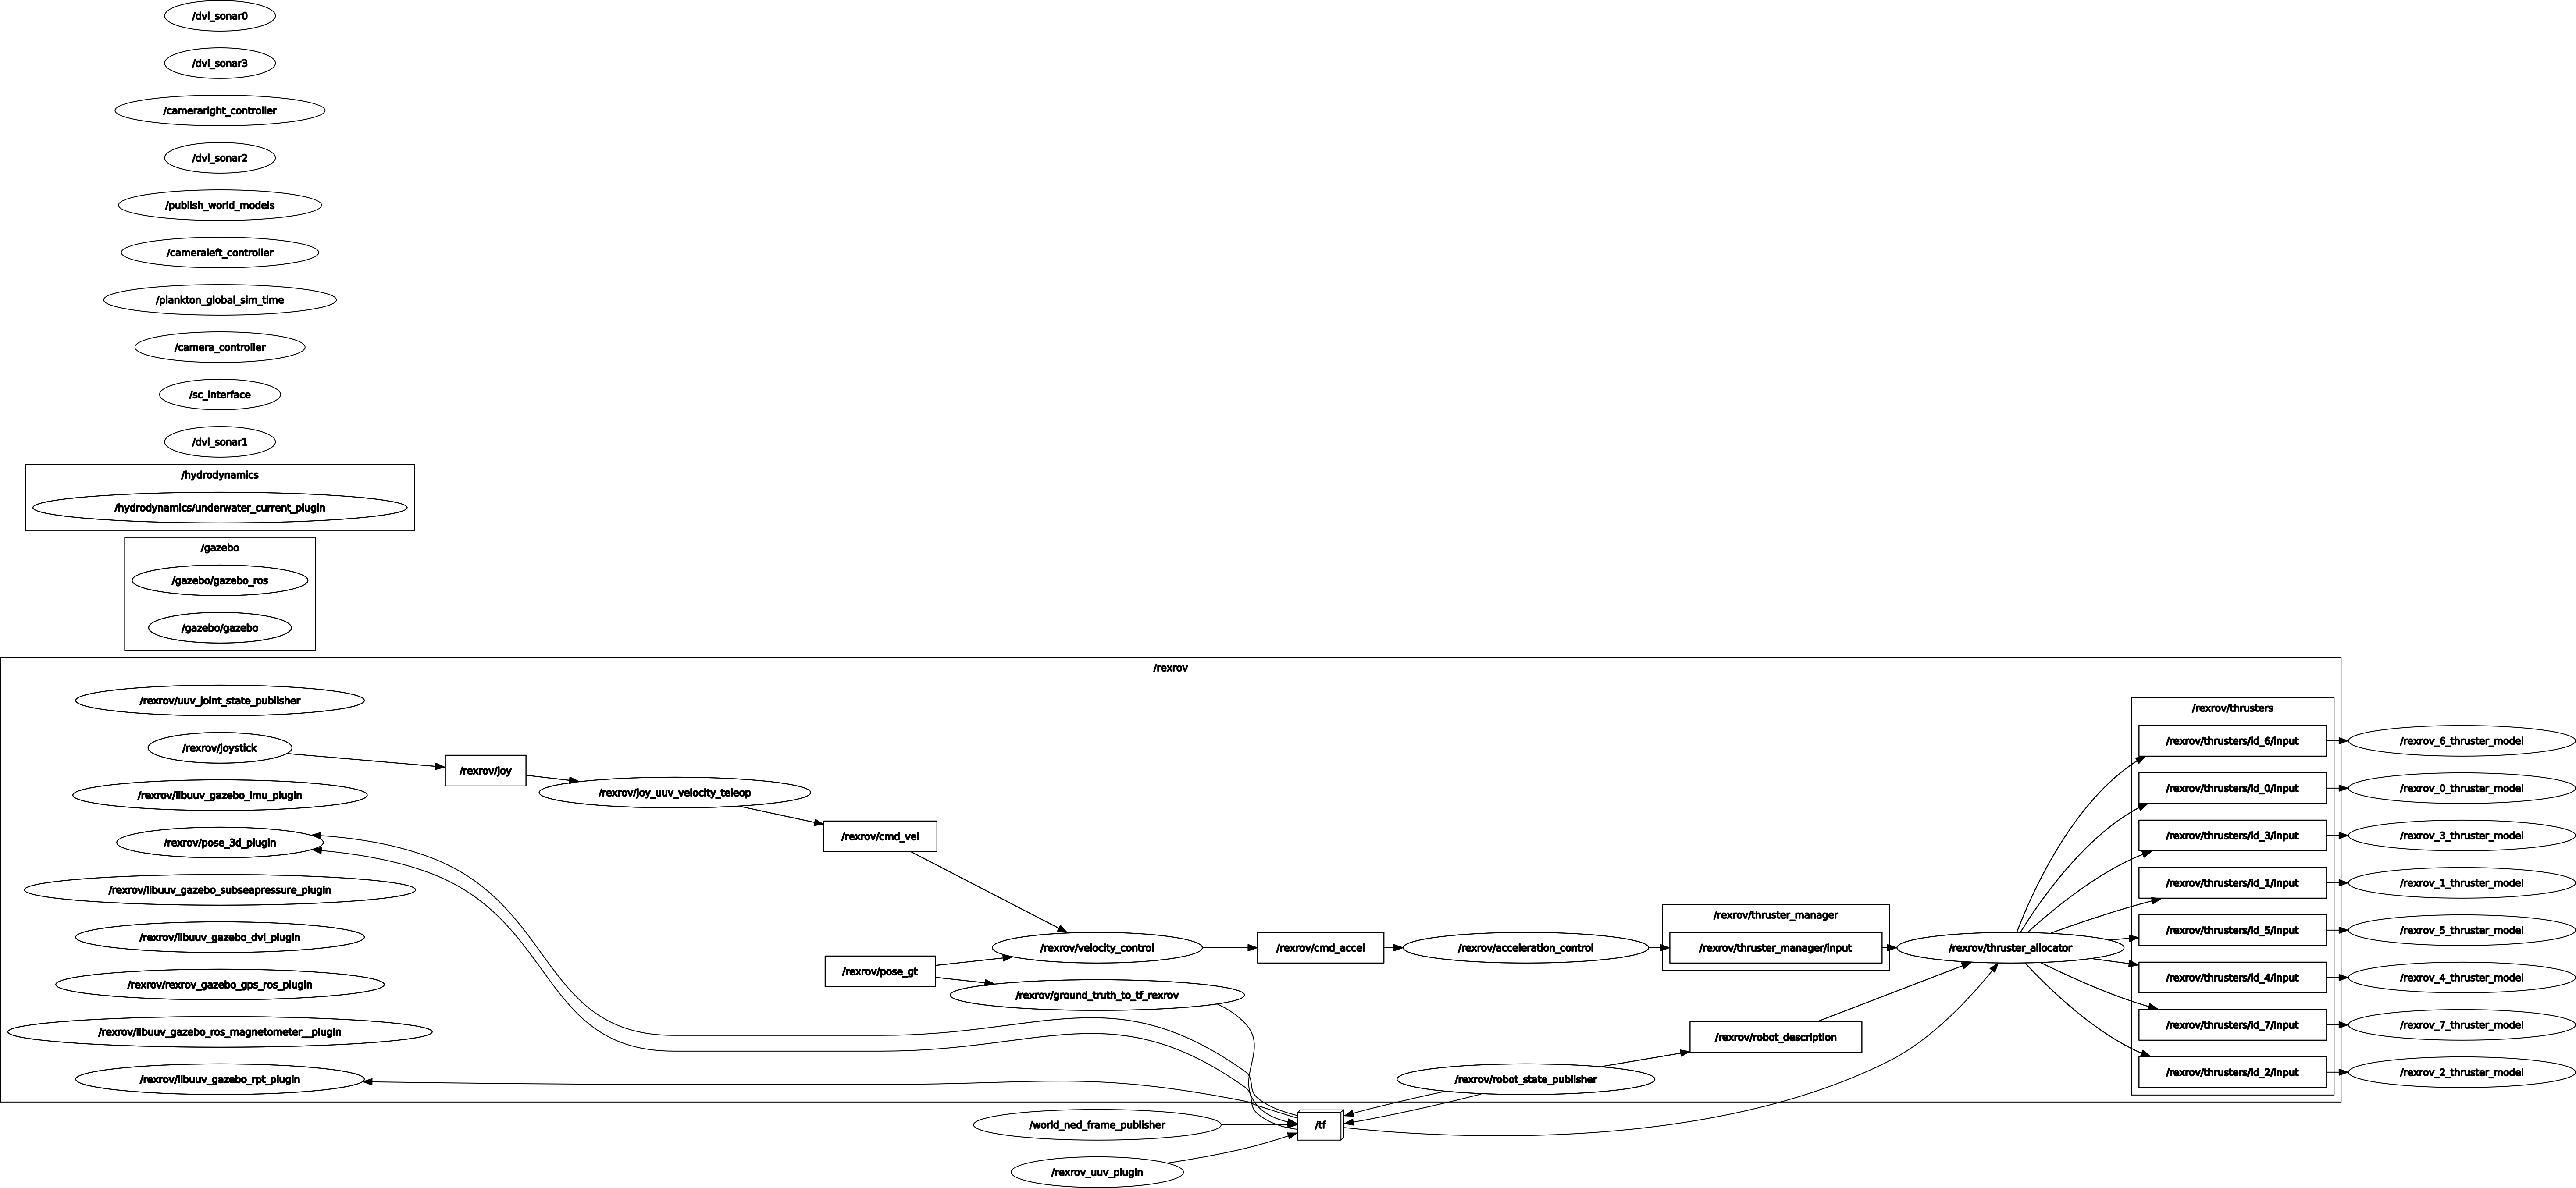 /dvl_sonar0
/dvl_sonar3
/cameraright_controller
/dvl_sonar2
/publish_world_models
/cameraleft_controller
/plankton_global_sim_time
/camera_controller
/sc_interface
/dvl_sonar1
/hydrodynamics
/hydrodynamics/underwater_current_plugin
/gazebo
/gazebo/gazebo_ros
/gazebo/gazebo
/rexrov
/rexrov/uuv_joint_state_publisher
/rexrov/joystick
/rexrov/libuuv_gazebo_imu_plugin
/rexrov/pose_3d_plugin
/rexrov/libuuv_gazebo_subseapressure_plugin
/rexrov/libuuv_gazebo_dvl_plugin
/rexrov/rexrov_gazebo_gps_ros_plugin
/rexrov/libuuv_gazebo_ros_magnetometer__plugin
/rexrov/libuuv_gazebo_rpt_plugin
/rexrov/joy
/rexrov/joy_uuv_velocity_teleop
/rexrov/cmd_vel
/rexrov/pose_gt
/rexrov/velocity_control
/rexrov/ground_truth_to_tf_rexrov
/world_ned_frame_publisher
/rexrov_uuv_plugin
/rexrov/cmd_accel
/tf
/rexrov/acceleration_control
/rexrov/robot_state_publisher
/rexrov/thruster_manager
/rexrov/thruster_manager/input
/rexrov/robot_description
/rexrov/thruster_allocator
/rexrov/thrusters
/rexrov/thrusters/id_6/input
/rexrov/thrusters/id_0/input
/rexrov/thrusters/id_3/input
/rexrov/thrusters/id_1/input
/rexrov/thrusters/id_5/input
/rexrov/thrusters/id_4/input
/rexrov/thrusters/id_7/input
/rexrov/thrusters/id_2/input
/rexrov_6_thruster_model
/rexrov_0_thruster_model
/rexrov_3_thruster_model
/rexrov_1_thruster_model
/rexrov_5_thruster_model
/rexrov_4_thruster_model
/rexrov_7_thruster_model
/rexrov_2_thruster_model